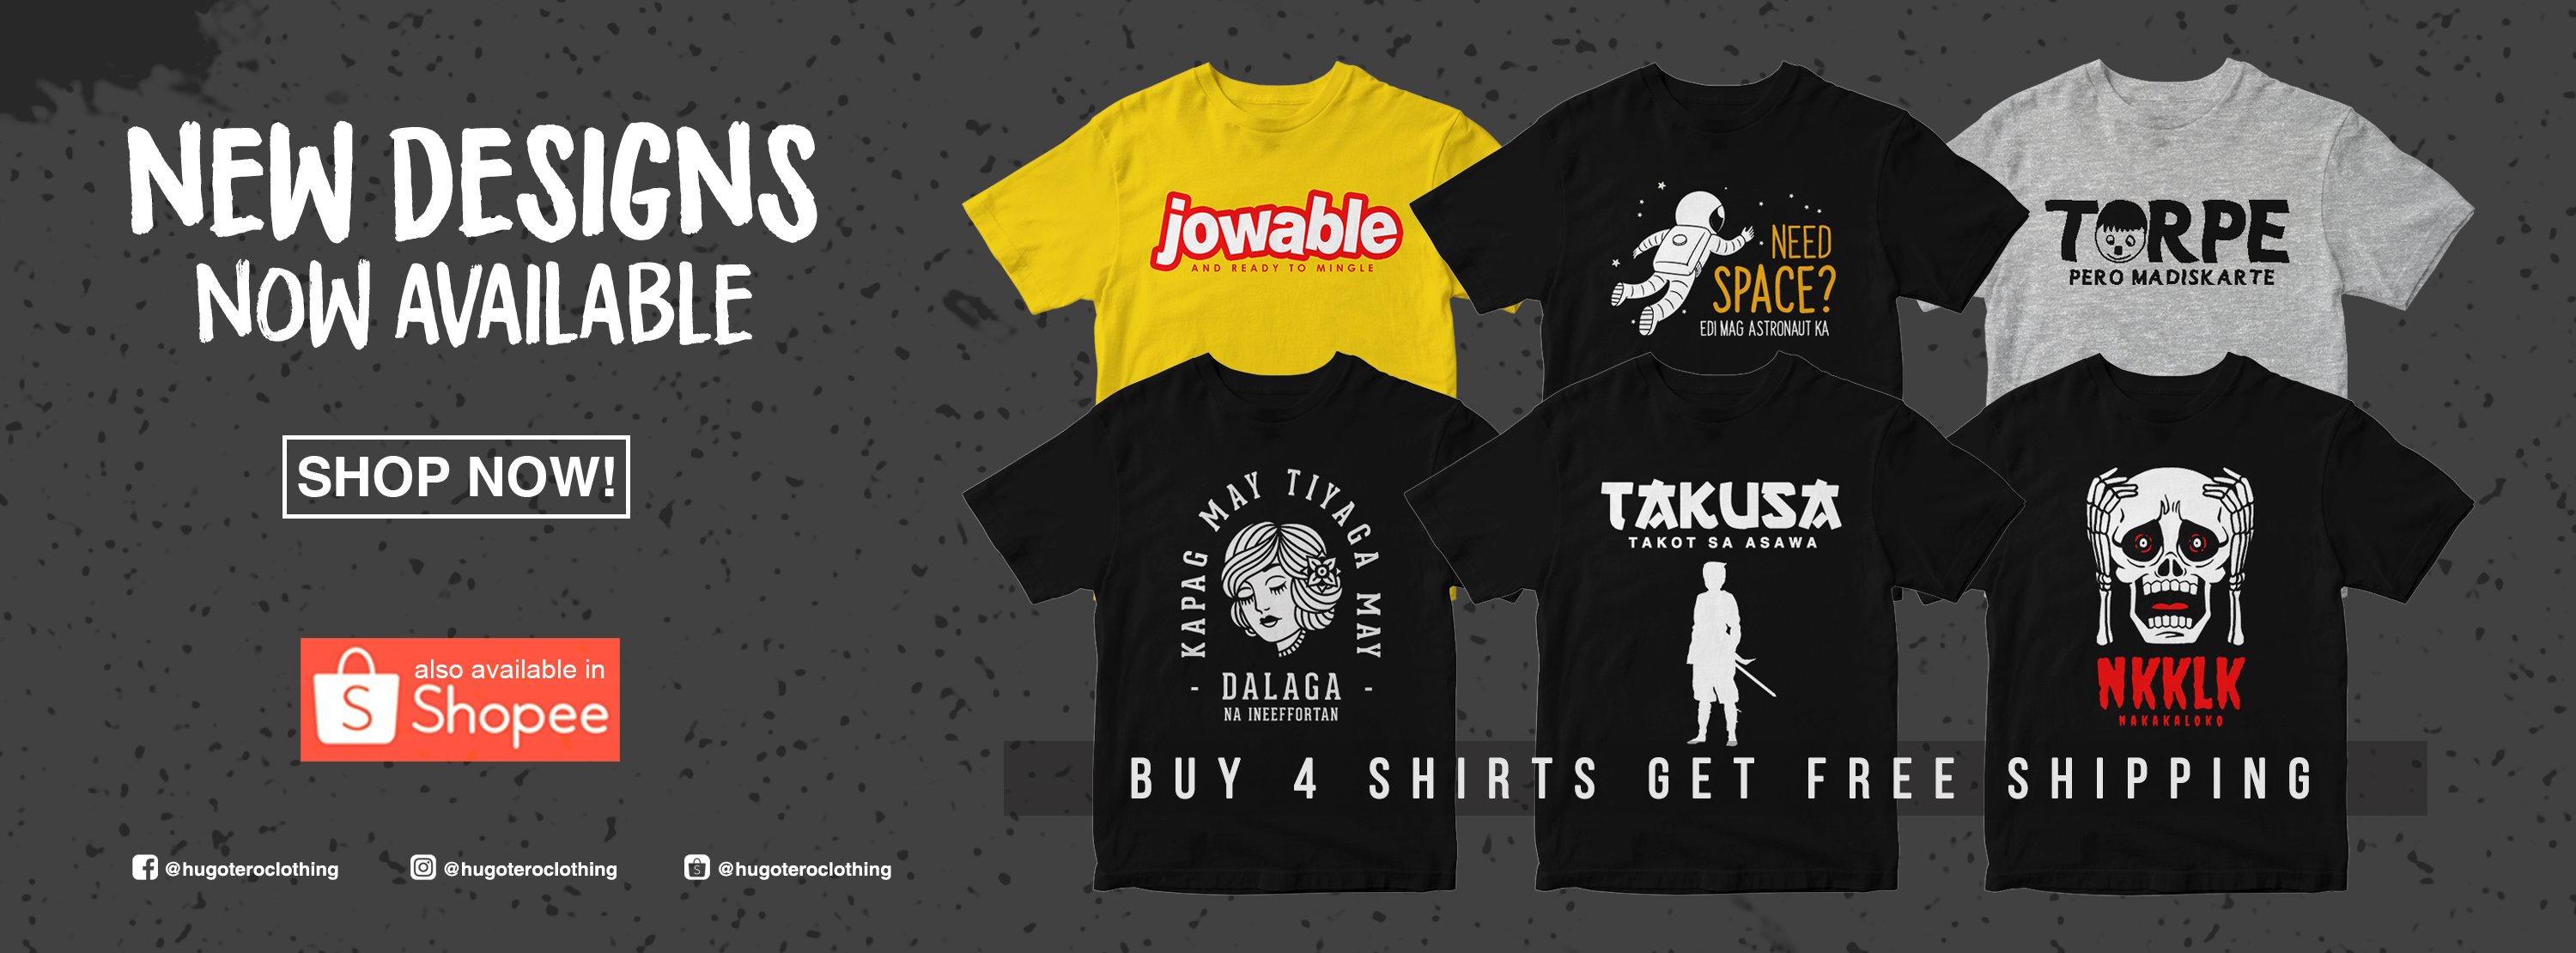 NEW DESIGNS
NOW AVAILABLE
SHOP NOW!
also available in
Shopee
@hugoteroclothing
@hugoteroclothing
@hugoteroclothing
jowable
AND READY TO MINGLE
NEED
SPACE?
EDI MAG ASTRONAUT KA
TORPE
PERO MADISKARTE
KAPAG MAY TIYAGA MAY
- DALAGA -
NA INEEFFORTAN
TAKUSA
TAKOT SA ASAWA
NKKLK
NAKAKALOKO
BUY 4 SHIRTS GET FREE SHIPPING